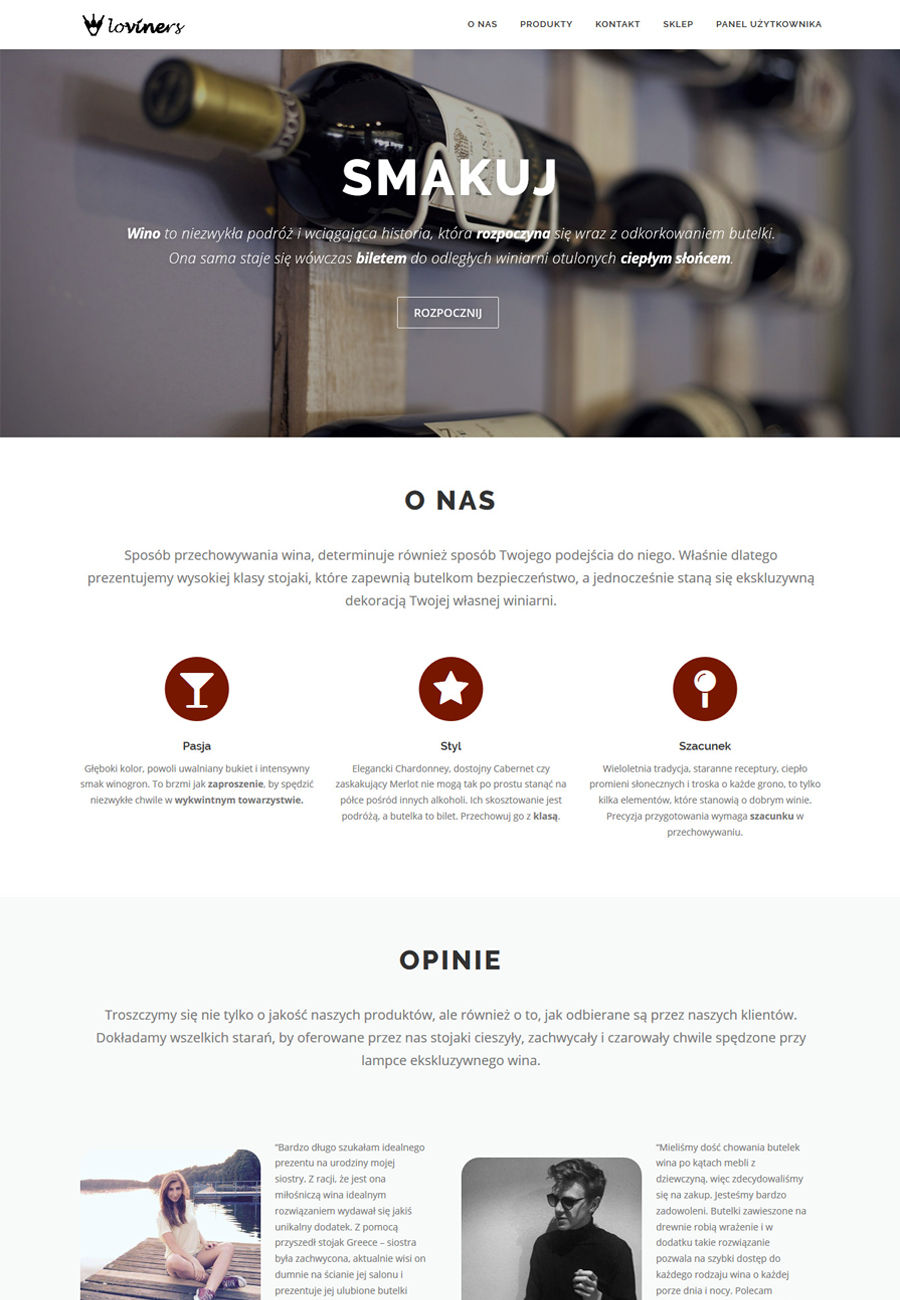 loviners
O NAS PRODUKTY KONTAKT SKLEP PANEL UŻYTKOWNIKA
SMAKUJ
Wino to niezwykła podróż i wciągająca historia, która rozpoczyna się wraz z odkorkowaniem butelki.
Ona sama staje się wówczas biletem do odległych winiarni otulonych ciepłym słońcem.
ROZPOCZNIJ
O NAS
Sposób przechowywania wina, determinuje również sposób Twojego podejścia do niego. Właśnie dlatego
prezentujemy wysokiej klasy stojaki, które zapewnią butelkom bezpieczeństwo, a jednocześnie staną się ekskluzywną
dekoracją Twojej własnej winiarni.
Pasja
Głęboki kolor, powoli uwalniany bukiet i intensywny
smak winogron. To brzmi jak zaproszenie, by spędzić
niezwykłe chwile w wykwintnym towarzystwie.
Styl
Elegancki Chardonney, dostojny Cabernet czy
zaskakujący Merlot nie mogą tak po prostu stanąć na
półce pośród innych alkoholi. Ich skosztowanie jest
podróżą, a butelka to bilet. Przechowuj go z klasą.
Szacunek
Wieloletnia tradycja, staranne receptury, ciepło
promieni słonecznych i troska o każde grono, to tylko
kilka elementów, które stanowią o dobrym winie.
Precyzja przygotowania wymaga szacunku w
przechowywaniu.
OPINIE
Troszczymy się nie tylko o jakość naszych produktów, ale również o to, jak odbierane są przez naszych klientów.
Dokładamy wszelkich starań, by oferowane przez nas stojaki cieszyły, zachwycały i czarowały chwile spędzone przy
lampce ekskluzywnego wina.
"Bardzo długo szukałam idealnego
prezentu na urodziny mojej
siostry. Z racji, że jest ona
miłośniczą wina idealnym
rozwiązaniem wydawał się jakiś
unikalny dodatek. Z pomocą
przyszedł stojak Greece – siostra
była zachwycona, aktualnie wisi on
dumnie na ścianie jej salonu i
prezentuje jej ulubione butelki
"Mieliśmy dość chowania butelek
wina po kątach mebli z
dziewczyną, więc zdecydowaliśmy
się na zakup. Jesteśmy bardzo
zadowoleni. Butelki zawieszone na
drewnie robią wrażenie i w
dodatku takie rozwiązanie
pozwala na szybki dostęp do
każdego rodzaju wina o każdej
porze dnia i nocy. Polecam